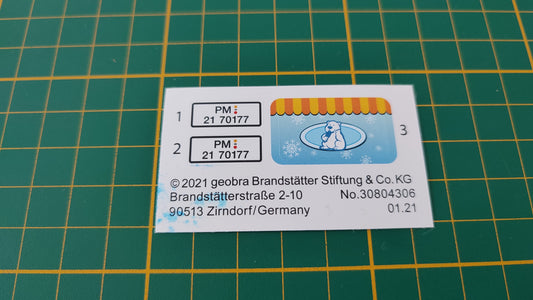 1
PM
21 70177
2
PM
21 70177
3
© 2021 geobra Brandstätter Stiftung & Co. KG
Brandstätterstraße 2-10 No.30804306
90513 Zirndorf/Germany 01.21